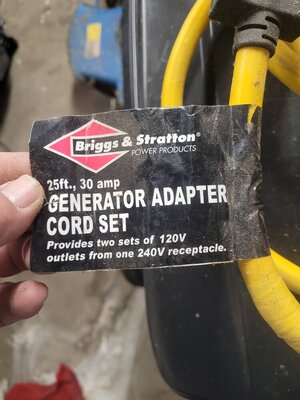 Briggs & Stratton®
POWER PRODUCTS
25ft., 30 amp
GENERATOR ADAPTER
CORD SET
Provides two sets of 120V
outlets from one 240V receptacle.